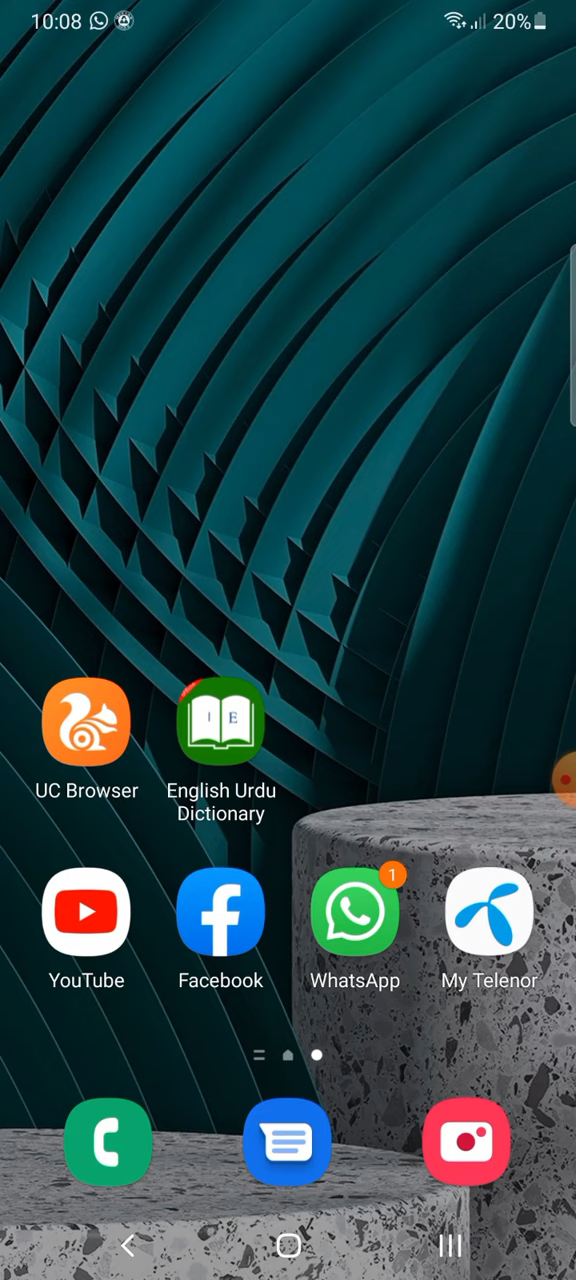 10:08
20%
UC Browser
English Urdu
Dictionary
I E
1
YouTube
Facebook
WhatsApp
My Telenor